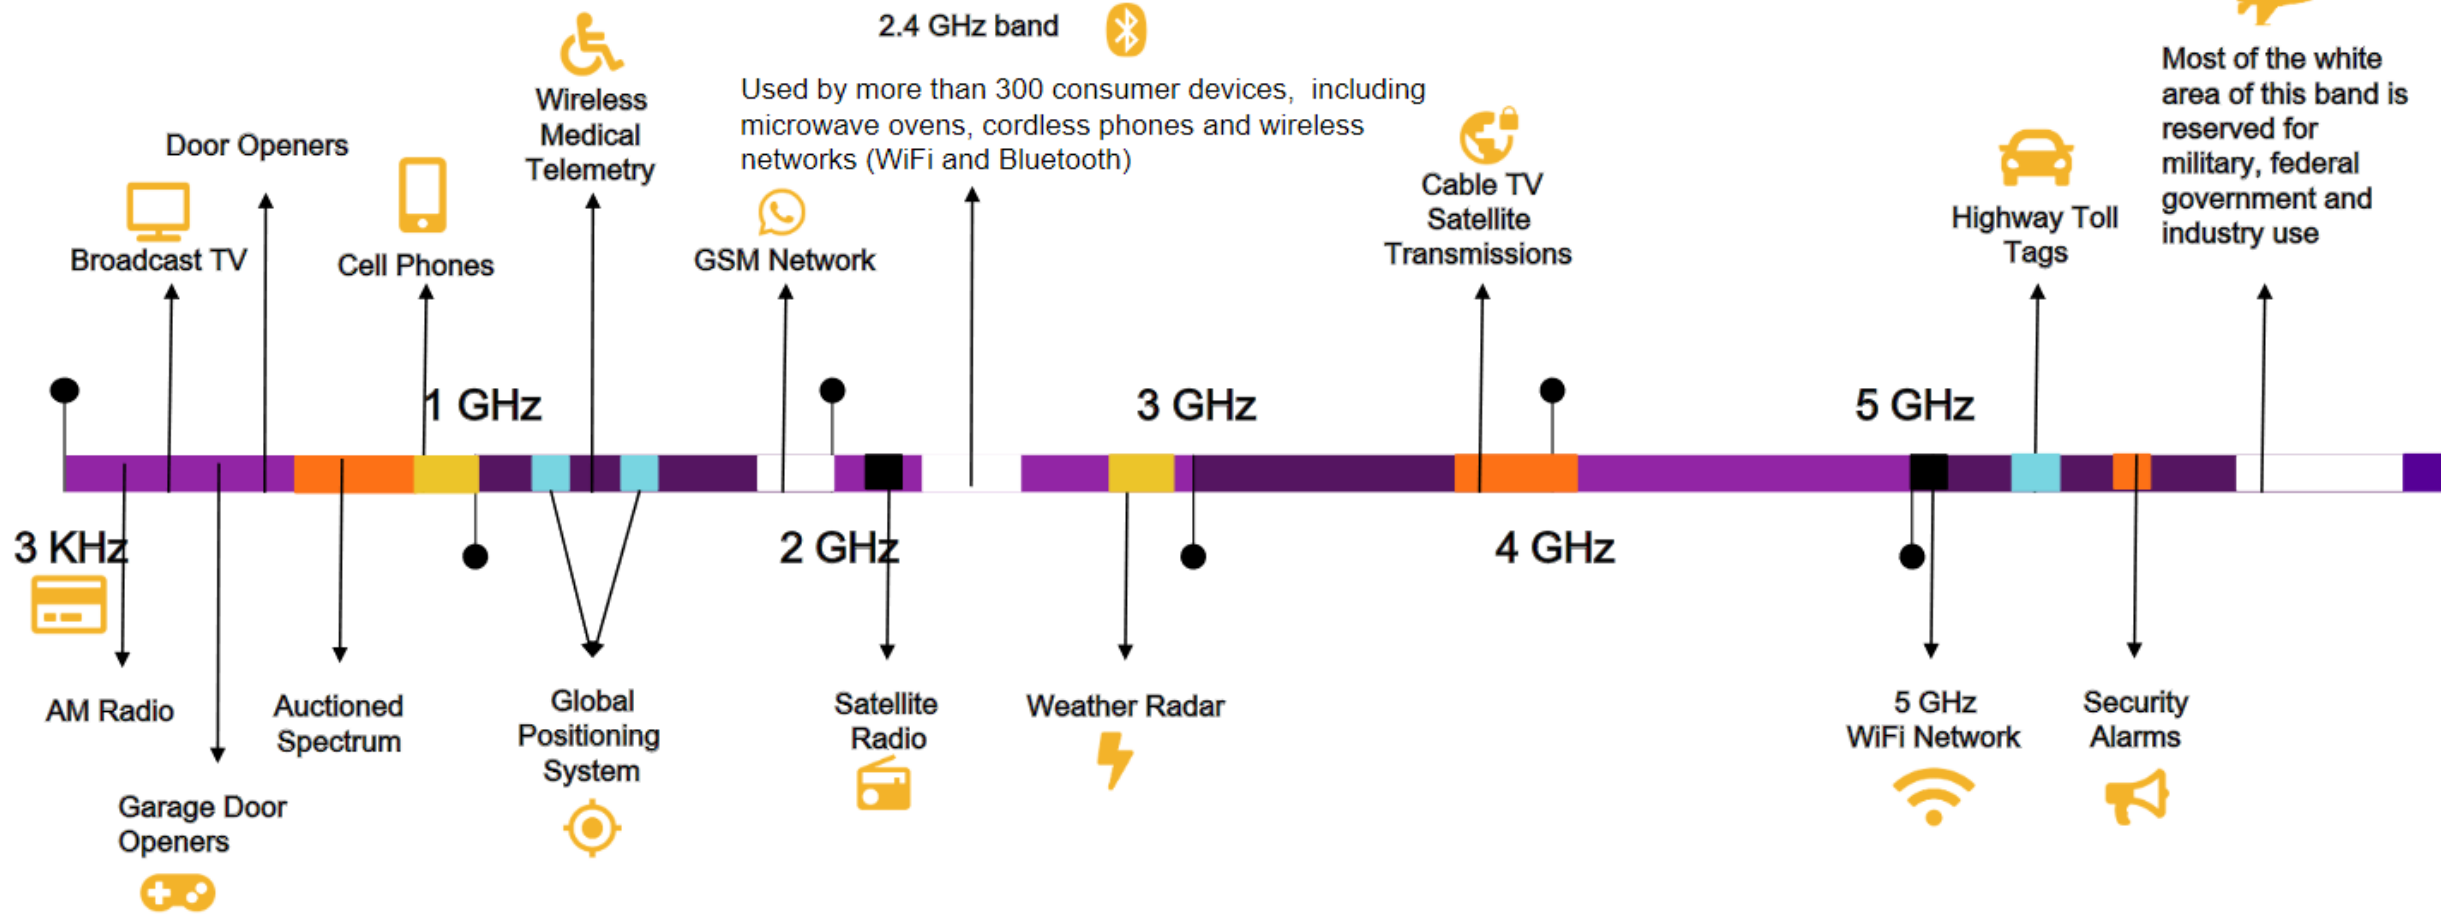 2.4 GHz band
Used by more than 300 consumer devices, including
microwave ovens, cordless phones and wireless
networks (WiFi and Bluetooth)
Door Openers
Broadcast TV
Cell Phones
Wireless
Medical
Telemetry
GSM Network
Cable TV
Satellite
Transmissions
Highway Toll
Tags
Most of the white
area of this band is
reserved for
military, federal
government and
industry use
1 GHz
3 GHz
5 GHz
3 KHz
2 GHz
4 GHz
AM Radio
Garage Door
Openers
Auctioned
Spectrum
Global
Positioning
System
Satellite
Radio
Weather Radar
5 GHz
WiFi Network
Security
Alarms